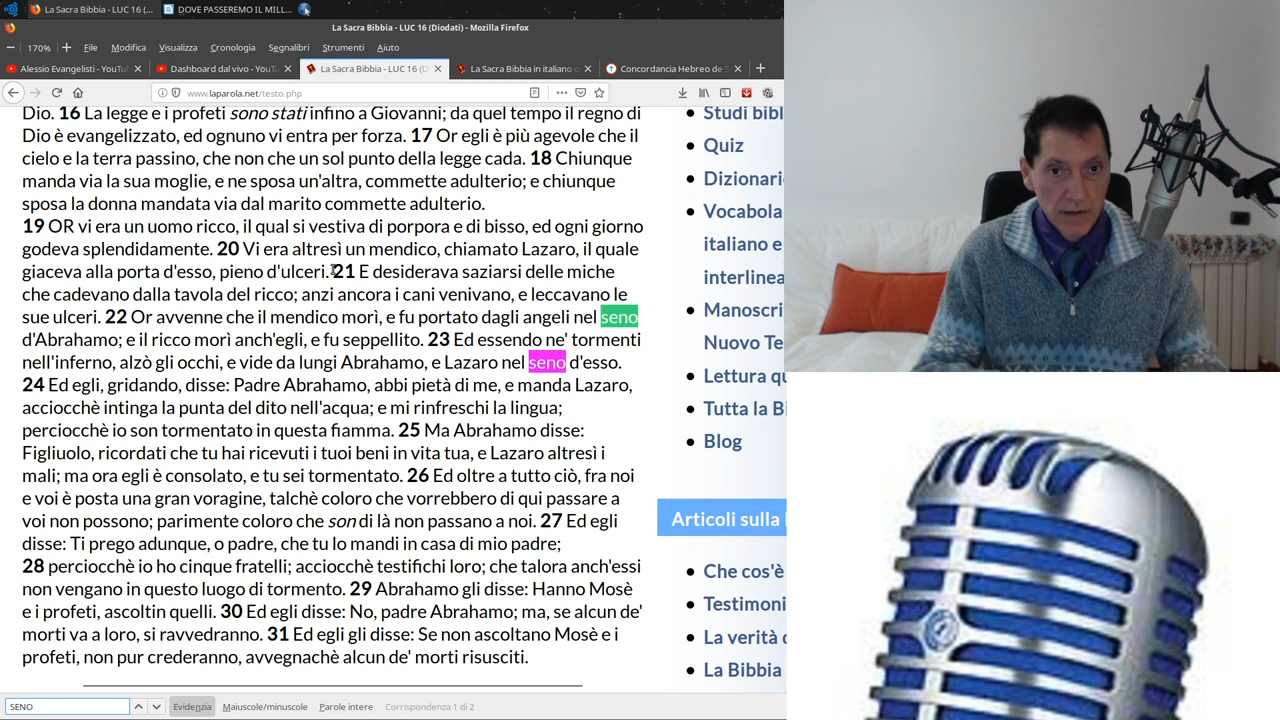 La Sacra Bibbia - LUC 16 (...
DOVE PASSEREMO IL MILL...
La Sacra Bibbia - LUC 16 (Diodati) - Mozilla Firefox
170%
File Modifica Visualizza Cronologia Segnalibri Strumenti Aiuto
Alessio Evangelisti - YouTu
Dashboard dal vivo - YouTu
La Sacra Bibbia - LUC 16 (D
La Sacra Bibbia in italiano o
Concordancia Hebreo de S
www.laparola.net/testo.php
Dio. 16 La legge e i profeti sono stati infino a Giovanni; da quel tempo il regno di
Dio è evangelizzato, ed ognuno vi entra per forza. 17 Or egli è più agevole che il
cielo e la terra passino, che non che un sol punto della legge cada. 18 Chiunque
manda via la sua moglie, e ne sposa un'altra, commette adulterio; e chiunque
sposa la donna mandata via dal marito commette adulterio.
19 OR vi era un uomo ricco, il qual si vestiva di porpora e di bisso, ed ogni giorno
godeva splendidamente. 20 Vi era altresì un mendico, chiamato Lazaro, il quale
giaceva alla porta d'esso, pieno d'ulceri. 21 E desiderava saziarsi delle miche
che cadevano dalla tavola del ricco; anzi ancora i cani venivano, e leccavano le
sue ulceri. 22 Or avvenne che il mendico morì, e fu portato dagli angeli nel seno
d'Abrahamo; e il ricco morì anch'egli, e fu seppellito. 23 Ed essendo ne' tormenti
nell'inferno, alzò gli occhi, e vide da lungi Abrahamo, e Lazaro nel seno d'esso.
24 Ed egli, gridando, disse: Padre Abrahamo, abbi pietà di me, e manda Lazaro,
acciocchè intinga la punta del dito nell'acqua; e mi rinfreschi la lingua;
perciocchè io son tormentato in questa fiamma. 25 Ma Abrahamo disse:
Figliuolo, ricordati che tu hai ricevuti i tuoi beni in vita tua, e Lazaro altresì i
mali; ma ora egli è consolato, e tu sei tormentato. 26 Ed oltre a tutto ciò, fra noi
e voi è posta una gran voragine, talchè coloro che vorrebbero di qui passare a
voi non possono; parimente coloro che son di là non passano a noi. 27 Ed egli
disse: Ti prego adunque, o padre, che tu lo mandi in casa di mio padre;
28 perciocchè io ho cinque fratelli; acciocchè testifichi loro; che talora anch'essi
non vengano in questo luogo di tormento. 29 Abrahamo gli disse: Hanno Mosè
e i profeti, ascoltin quelli. 30 Ed egli disse: No, padre Abrahamo; ma, se alcun de'
morti va a loro, si ravvedranno. 31 Ed egli gli disse: Se non ascoltano Mosè e i
profeti, non pur crederanno, avvegnachè alcun de' morti risusciti.
Studi bibl
Quiz
Dizionari
Vocabola
italiano e
interlinea
Manoscri
Nuovo Te
Lettura qu
Tutta la Bi
Blog
Articoli sulla
Che cos'è
Testimoni
La verità
La Bibbia
SENO
Evidenzia Maiuscole/minuscole Parole intere Corrispondenza 1 di 2